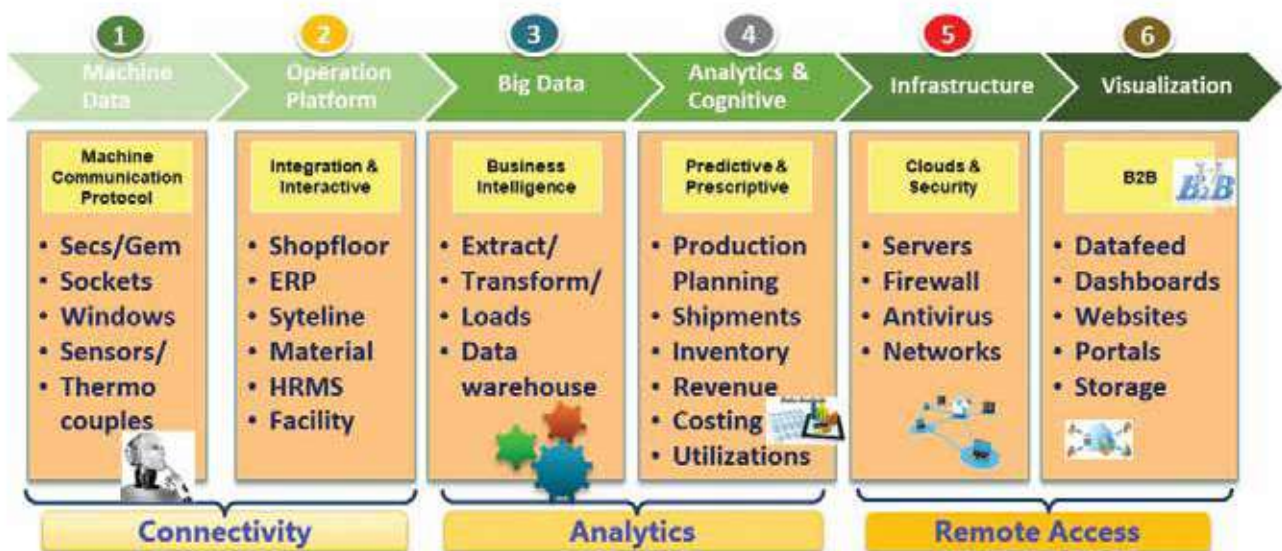 1
2
3
4
5
6
Machine
Data
Operation
Platform
Big Data
Analytics &
Cognitive
Infrastructure
Visualization
Machine
Communication
Protocol
• Secs/Gem
• Sockets
• Windows
• Sensors/
• Thermo
couples
Integration &
Interactive
• Shopfloor
• ERP
• Syteline
• Material
• HRMS
• Facility
Business
Intelligence
• Extract/
• Transform/
• Loads
• Data
warehouse
Predictive &
Prescriptive
• Production
Planning
• Shipments
• Inventory
• Revenue
• Costing
• Utilizations
Clouds &
Security
• Servers
• Firewall
• Antivirus
• Networks
B2B
B2B
• Datafeed
• Dashboards
• Websites
• Portals
• Storage
Connectivity
Analytics
Remote Access